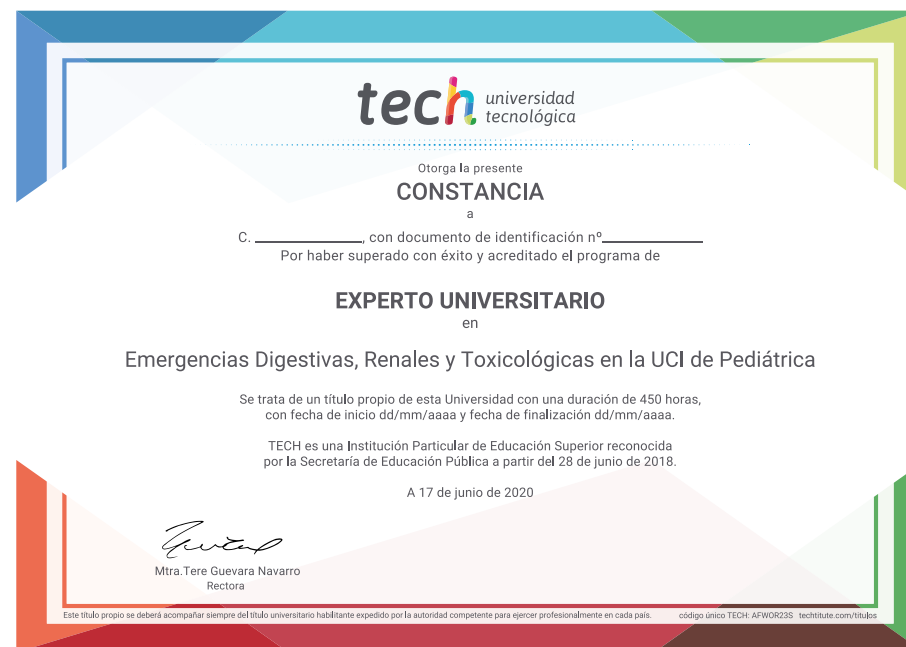 tech universidad
tecnológica
Otorga la presente
CONSTANCIA
a
C. ____________, con documento de identificación nº____________
Por haber superado con éxito y acreditado el programa de
EXPERTO UNIVERSITARIO
en
Emergencias Digestivas, Renales y Toxicológicas en la UCI de Pediátrica
Se trata de un título propio de esta Universidad con una duración de 450 horas,
con fecha de inicio dd/mm/aaaa y fecha de finalización dd/mm/aaaa.
TECH es una Institución Particular de Educación Superior reconocida
por la Secretaría de Educación Pública a partir del 28 de junio de 2018.
A 17 de junio de 2020
Mtra.Tere Guevara Navarro
Rectora
Este título propio se deberá acompañar siempre del título universitario habilitante expedido por la autoridad competente para ejercer profesionalmente en cada país. código único TECH: AFWOR23S techtitute.com/titulos